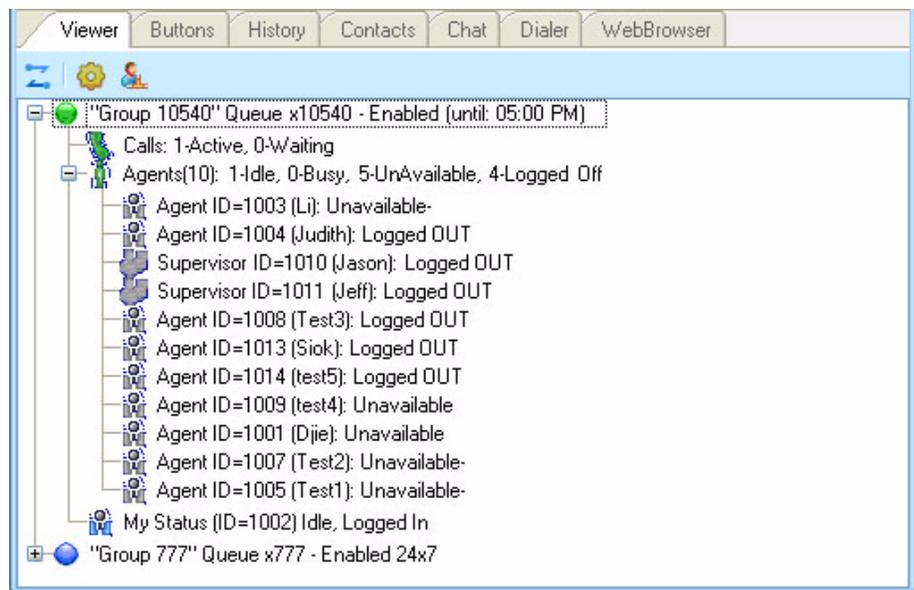 Viewer Buttons History Contacts Chat Dialer WebBrowser
"Group 10540" Queue x10540 - Enabled (until: 05:00 PM)
Calls: 1-Active, 0-Waiting
Agents(10): 1-Idle, 0-Busy, 5-UnAvailable, 4-Logged Off
Agent ID=1003 (Li): Unavailable-
Agent ID=1004 (Judith): Logged OUT
Supervisor ID=1010 (Jason): Logged OUT
Supervisor ID=1011 (Jeff): Logged OUT
Agent ID=1008 (Test3): Logged OUT
Agent ID=1013 (Siok): Logged OUT
Agent ID=1014 (test5): Logged OUT
Agent ID=1009 (test4): Unavailable
Agent ID=1001 (Djie): Unavailable
Agent ID=1007 (Test2): Unavailable-
Agent ID=1005 (Test1): Unavailable-
My Status (ID=1002) Idle, Logged In
"Group 777" Queue x777 - Enabled 24x7